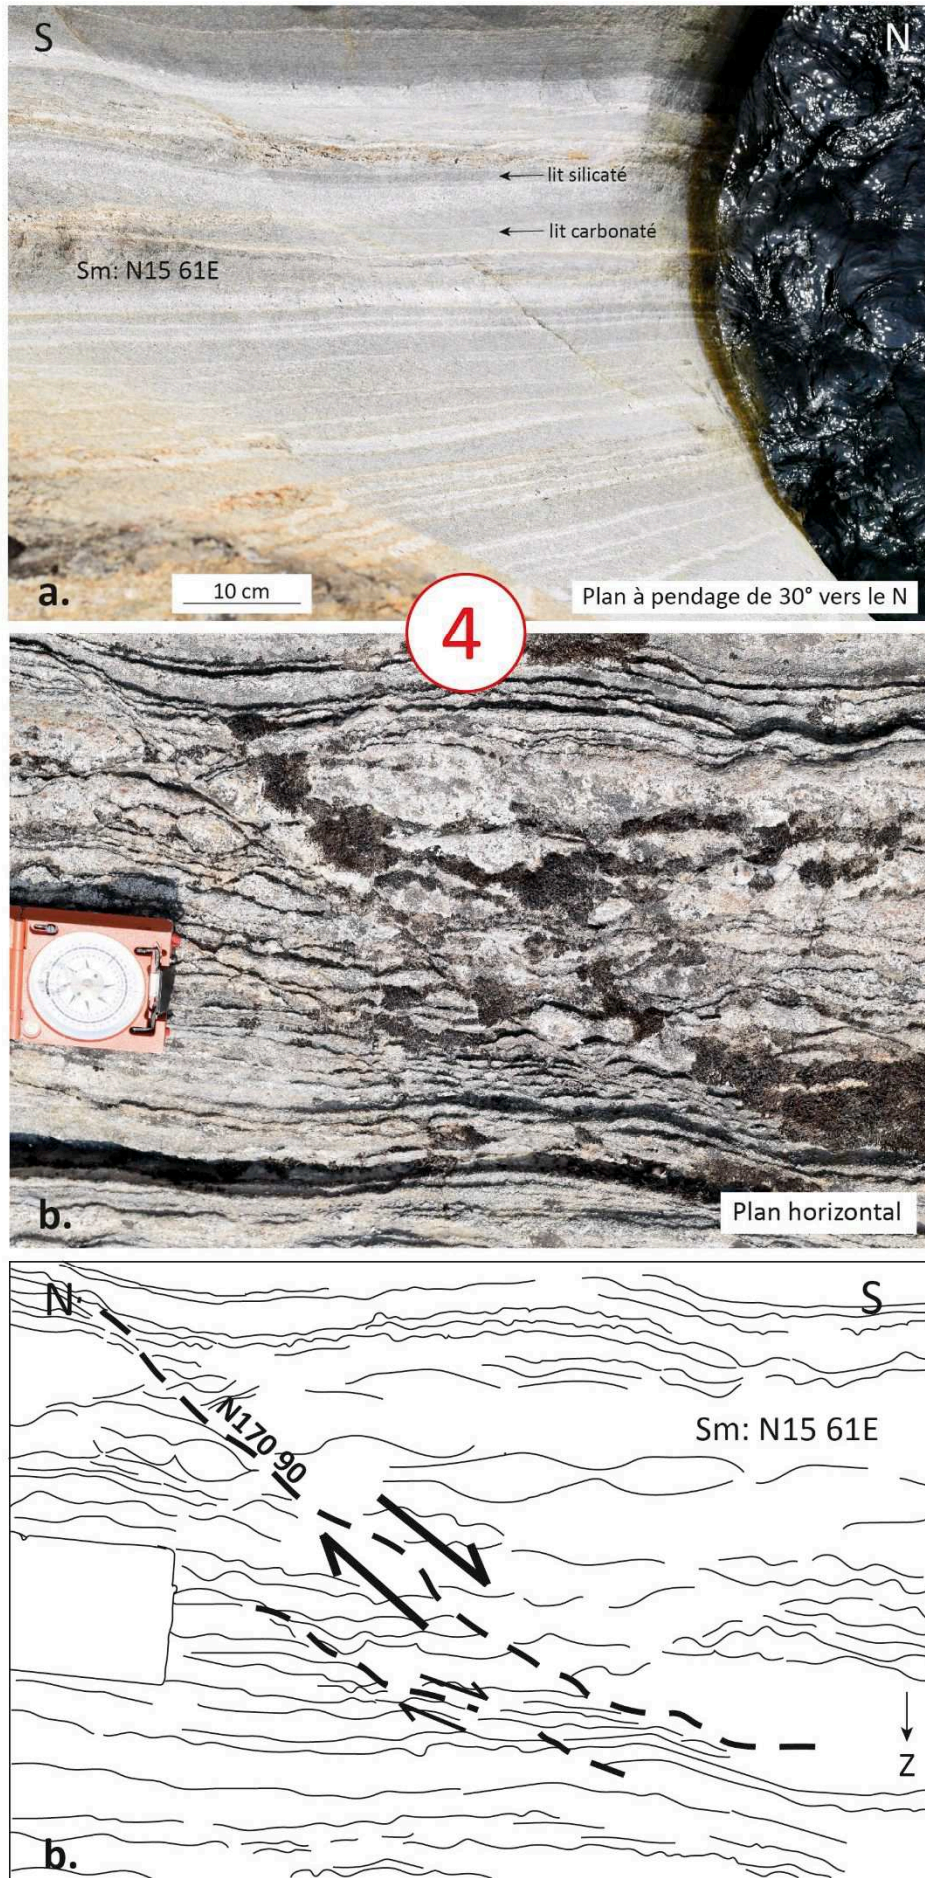 S
N
lit silicaté
lit carbonaté
Sm: N15 61E
a.
10 cm
Plan à pendage de 30° vers le N
4
b.
Plan horizontal
N
S
N170 90
Sm: N15 61E
Z
b.